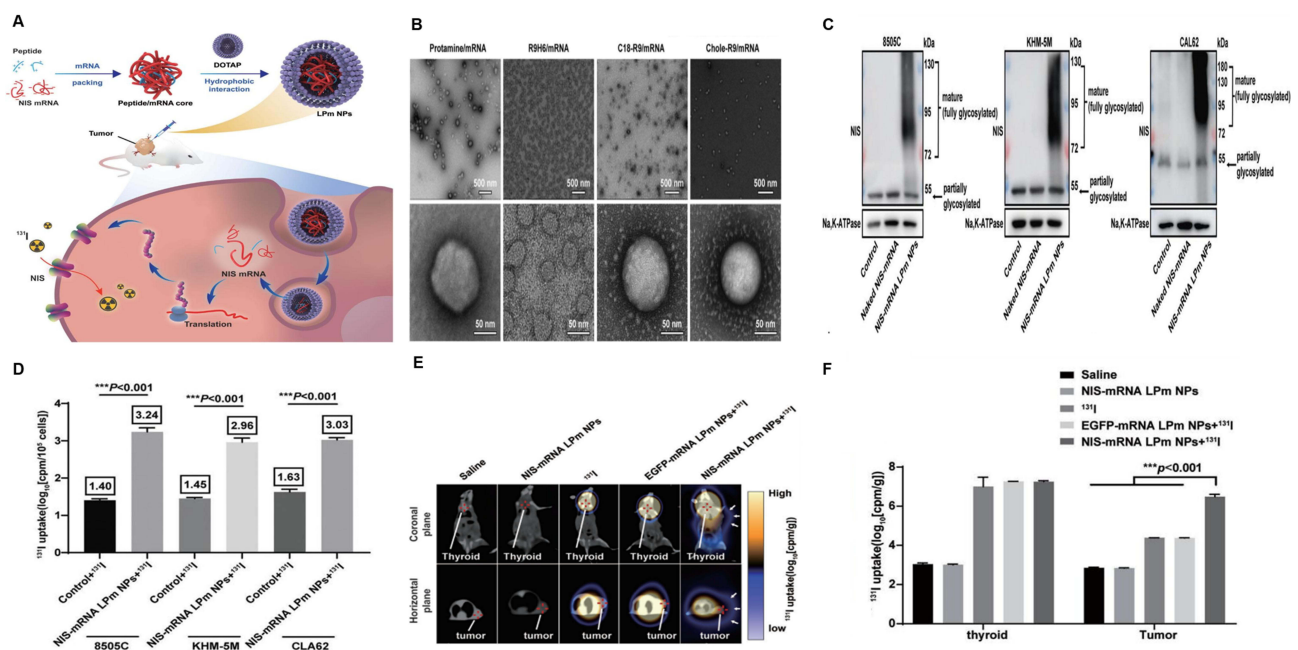 A
Peptide
NIS mRNA
mRNA
packing
Peptide/mRNA core
DOTAP
Hydrophobic
interaction
LPm NPs
Tumor
131I
NIS
NIS mRNA
Translation
B
Protamine/mRNA
R9H6/mRNA
C18-R9/mRNA
Chole-R9/mRNA
500 nm
500 nm
500 nm
500 nm
50 nm
50 nm
50 nm
50 nm
C
8505C
kDa
130
95
72
55
mature
(fully glycosylated)
partially
glycosylated
NIS
Na,K-ATPase
Control
Naked NIS-mRNA
NIS-mRNA LPm NPs
KHM-5M
kDa
130
95
72
55
mature
(fully glycosylated)
partially
glycosylated
NIS
Na,K-ATPase
Control
Naked NIS-mRNA
NIS-mRNA LPm NPs
CAL62
kDa
180
130
95
72
55
mature
(fully glycosylated)
partially
glycosylated
NIS
Na,K-ATPase
Control
Naked NIS-mRNA
NIS-mRNA LPm NPs
D
131I uptake(log10[cpm/10^5 cells])
4
3
2
1
0
***P<0.001
***P<0.001
***P<0.001
1.40
3.24
1.45
2.96
1.63
3.03
Control+131I
NIS-mRNA LPm NPs+131I
Control+131I
NIS-mRNA LPm NPs+131I
Control+131I
NIS-mRNA LPm NPs+131I
8505C
KHM-5M
CLA62
E
Saline
NIS-mRNA LPm NPs
131I
EGFP-mRNA LPm NPs+131I
NIS-mRNA LPm NPs+131I
Coronal
plane
Thyroid
Thyroid
Thyroid
Thyroid
Thyroid
Horizontal
plane
tumor
tumor
tumor
tumor
tumor
High
low
131I uptake(log10[cpm/g])
F
Saline
NIS-mRNA LPm NPs
131I
EGFP-mRNA LPm NPs+131I
NIS-mRNA LPm NPs+131I
131I uptake(log10[cpm/g])
8
6
4
2
0
***p<0.001
thyroid
Tumor